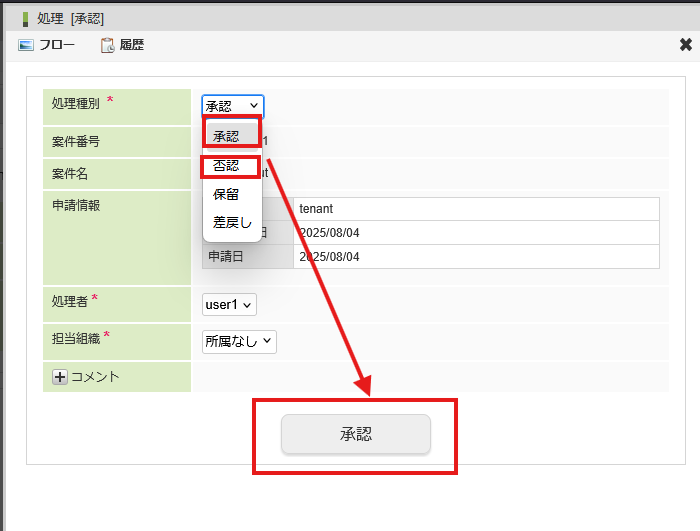 処理 [承認]
フロー 履歴
処理種別 * 承認
承認
案件番号 1
否認
案件名 ut
保留
申請情報 tenant
差戻し
日 2025/08/04
申請日 2025/08/04
処理者* user1
担当組織* 所属なし
コメント
承認